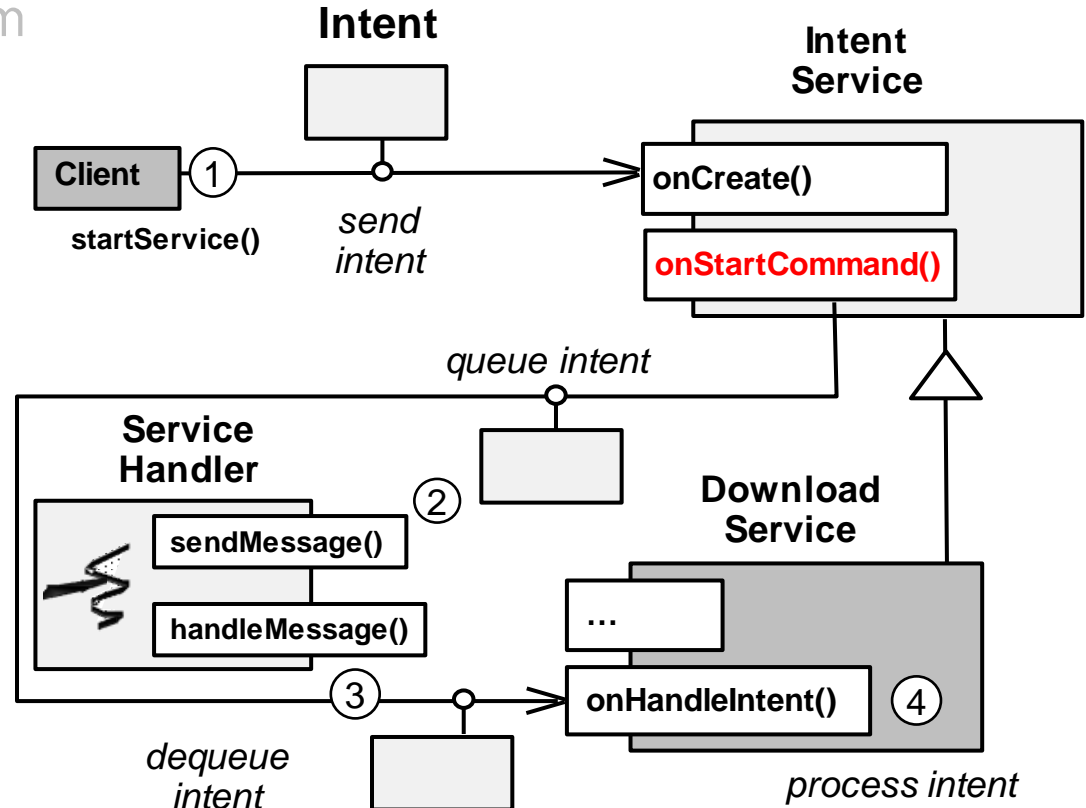 m
Intent
Intent
Service
Client
1
onCreate()
startService()
send
intent
onStartCommand()
queue intent
Service
Handler
2
sendMessage()
handleMessage()
Download
Service
...
3
onHandleIntent()
4
dequeue
intent
process intent